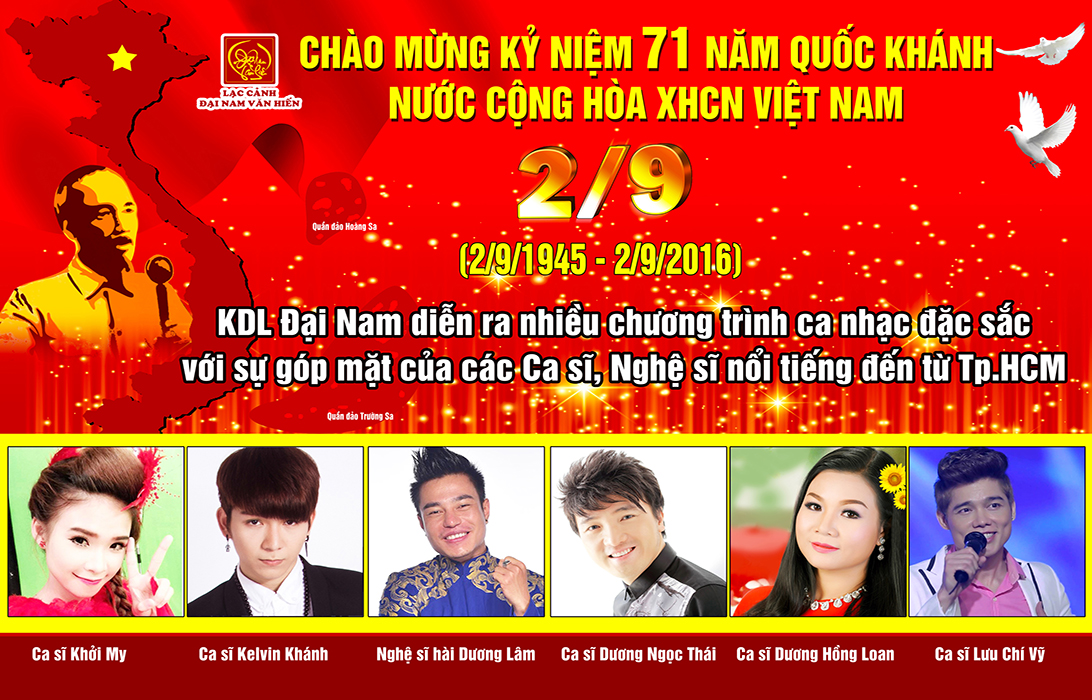 CHÀO MỪNG KỶ NIỆM 71 NĂM QUỐC KHÁNH
LẠC CẢNH
ĐẠI NAM VĂN HIẾN
NƯỚC CỘNG HÒA XHCN VIỆT NAM
2/9
Quần đảo Hoàng Sa
(2/9/1945 - 2/9/2016)
KDL Đại Nam diễn ra nhiều chương trình ca nhạc đặc sắc
với sự góp mặt của các Ca sĩ, Nghệ sĩ nổi tiếng đến từ Tp.HCM
Quần đảo Trường Sa
Ca sĩ Khởi My
Ca sĩ Kelvin Khánh
Nghệ sĩ hài Dương Lâm
Ca sĩ Dương Ngọc Thái
Ca sĩ Dương Hồng Loan
Ca sĩ Lưu Chí Vỹ